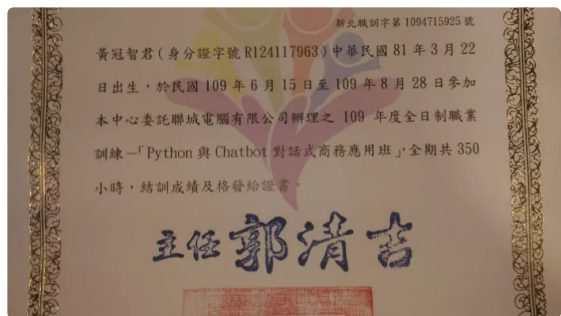 新北職訓字第 1094715925 號
黃冠智君(身分證字號 R124117963)中華民國 81 年 3 月 22
日出生,於民國 109 年 6 月 15 日至 109 年 8 月 28 日參加
本中心委託聯城電腦有限公司辦理之 109 年度全日制職業
訓練—「Python 與 Chatbot 對話式商務應用班」,全期共 350
小時,結訓成績及格發給證書。
主任 郭清吉